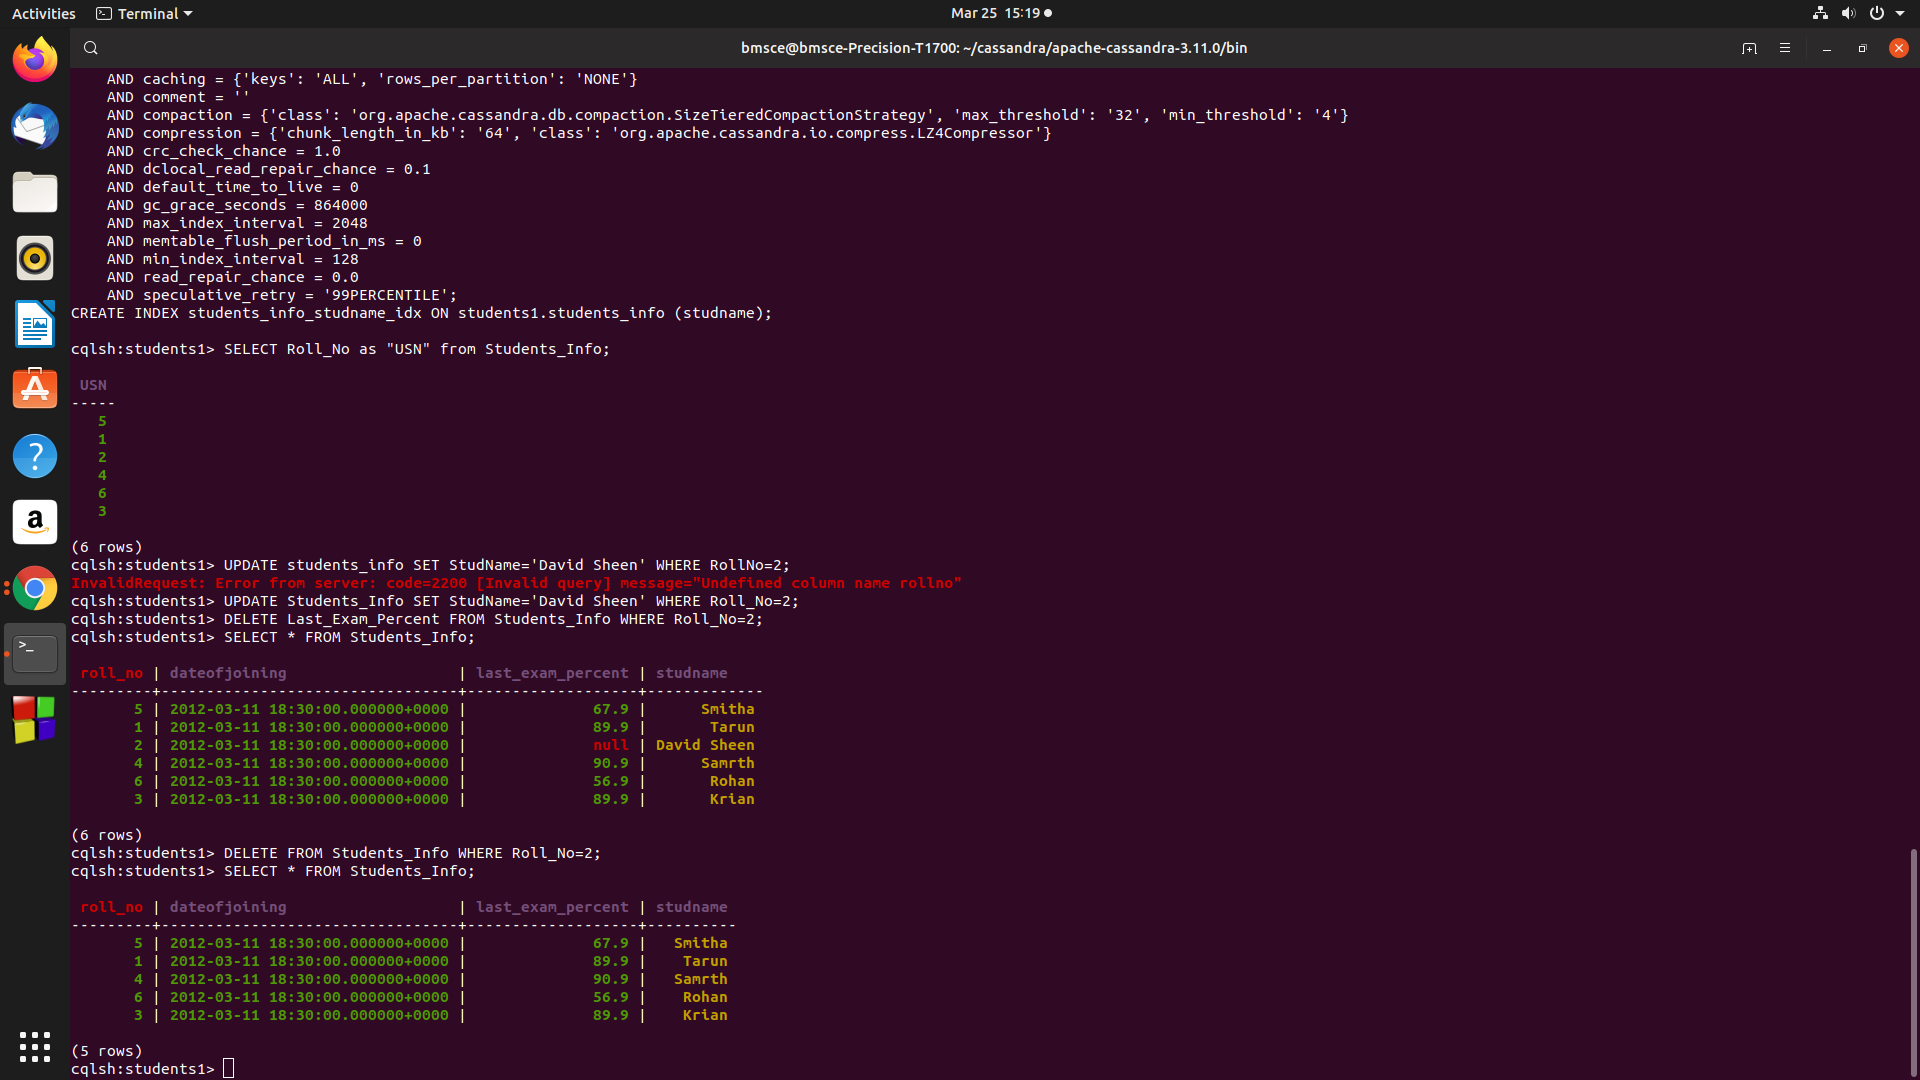 Activities Terminal Mar 25 15:19
bmsce@bmsce-Precision-T1700: ~/cassandra/apache-cassandra-3.11.0/bin
    AND caching = {'keys': 'ALL', 'rows_per_partition': 'NONE'}
    AND comment = ''
    AND compaction = {'class': 'org.apache.cassandra.db.compaction.SizeTieredCompactionStrategy', 'max_threshold': '32', 'min_threshold': '4'}
    AND compression = {'chunk_length_in_kb': '64', 'class': 'org.apache.cassandra.io.compress.LZ4Compressor'}
    AND crc_check_chance = 1.0
    AND dclocal_read_repair_chance = 0.1
    AND default_time_to_live = 0
    AND gc_grace_seconds = 864000
    AND max_index_interval = 2048
    AND memtable_flush_period_in_ms = 0
    AND min_index_interval = 128
    AND read_repair_chance = 0.0
    AND speculative_retry = '99PERCENTILE';
CREATE INDEX students_info_studname_idx ON students1.students_info (studname);
cqlsh:students1> SELECT Roll_No as "USN" from Students_Info;
 USN
-----
   5
   1
   2
   4
   6
   3
(6 rows)
cqlsh:students1> UPDATE students_info SET StudName='David Sheen' WHERE RollNo=2;
InvalidRequest: Error from server: code=2200 [Invalid query] message="Undefined column name rollno"
cqlsh:students1> UPDATE Students_Info SET StudName='David Sheen' WHERE Roll_No=2;
cqlsh:students1> DELETE Last_Exam_Percent FROM Students_Info WHERE Roll_No=2;
cqlsh:students1> SELECT * FROM Students_Info;
 roll_no | dateofjoining                   | last_exam_percent | studname
---------+---------------------------------+-------------------+-------------
       5 | 2012-03-11 18:30:00.000000+0000 |              67.9 |      Smitha
       1 | 2012-03-11 18:30:00.000000+0000 |              89.9 |       Tarun
       2 | 2012-03-11 18:30:00.000000+0000 |              null | David Sheen
       4 | 2012-03-11 18:30:00.000000+0000 |              90.9 |      Samrth
       6 | 2012-03-11 18:30:00.000000+0000 |              56.9 |       Rohan
       3 | 2012-03-11 18:30:00.000000+0000 |              89.9 |       Krian
(6 rows)
cqlsh:students1> DELETE FROM Students_Info WHERE Roll_No=2;
cqlsh:students1> SELECT * FROM Students_Info;
 roll_no | dateofjoining                   | last_exam_percent | studname
---------+---------------------------------+-------------------+----------
       5 | 2012-03-11 18:30:00.000000+0000 |              67.9 |   Smitha
       1 | 2012-03-11 18:30:00.000000+0000 |              89.9 |    Tarun
       4 | 2012-03-11 18:30:00.000000+0000 |              90.9 |   Samrth
       6 | 2012-03-11 18:30:00.000000+0000 |              56.9 |    Rohan
       3 | 2012-03-11 18:30:00.000000+0000 |              89.9 |    Krian
(5 rows)
cqlsh:students1>